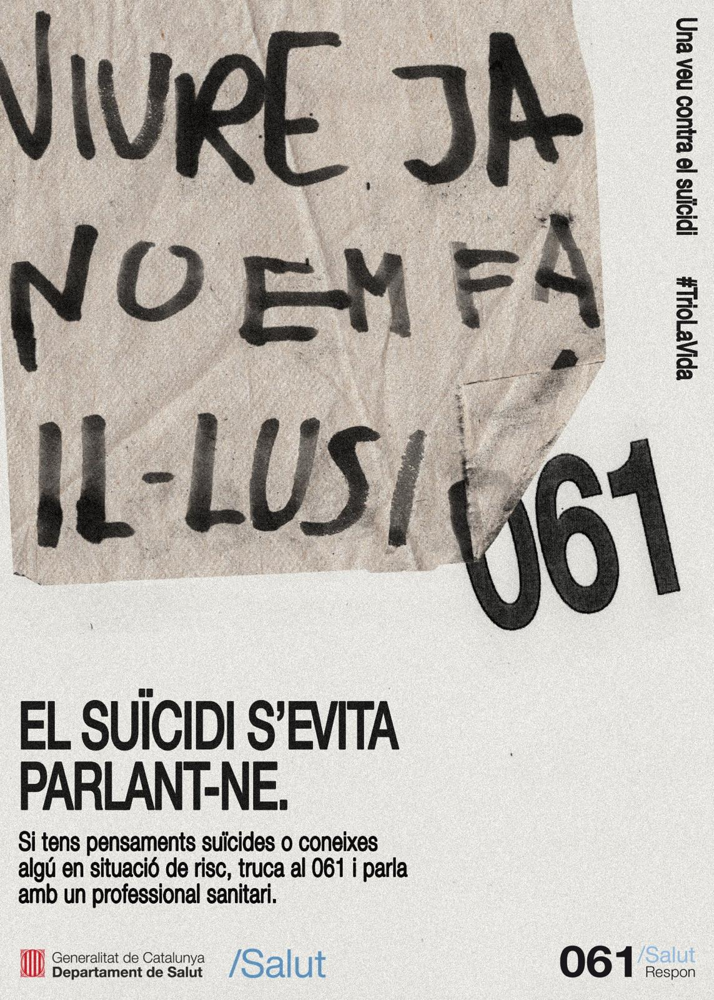 VIURE JA
NO EM FA
IL-LUSI
061
Una veu contra el suïcidi #TrioLaVida
EL SUÏCIDI S'EVITA
PARLANT-NE.
Si tens pensaments suïcides o coneixes
algú en situació de risc, truca al 061 i parla
amb un professional sanitari.
Generalitat de Catalunya
Departament de Salut
/Salut
061 /Salut
Respon